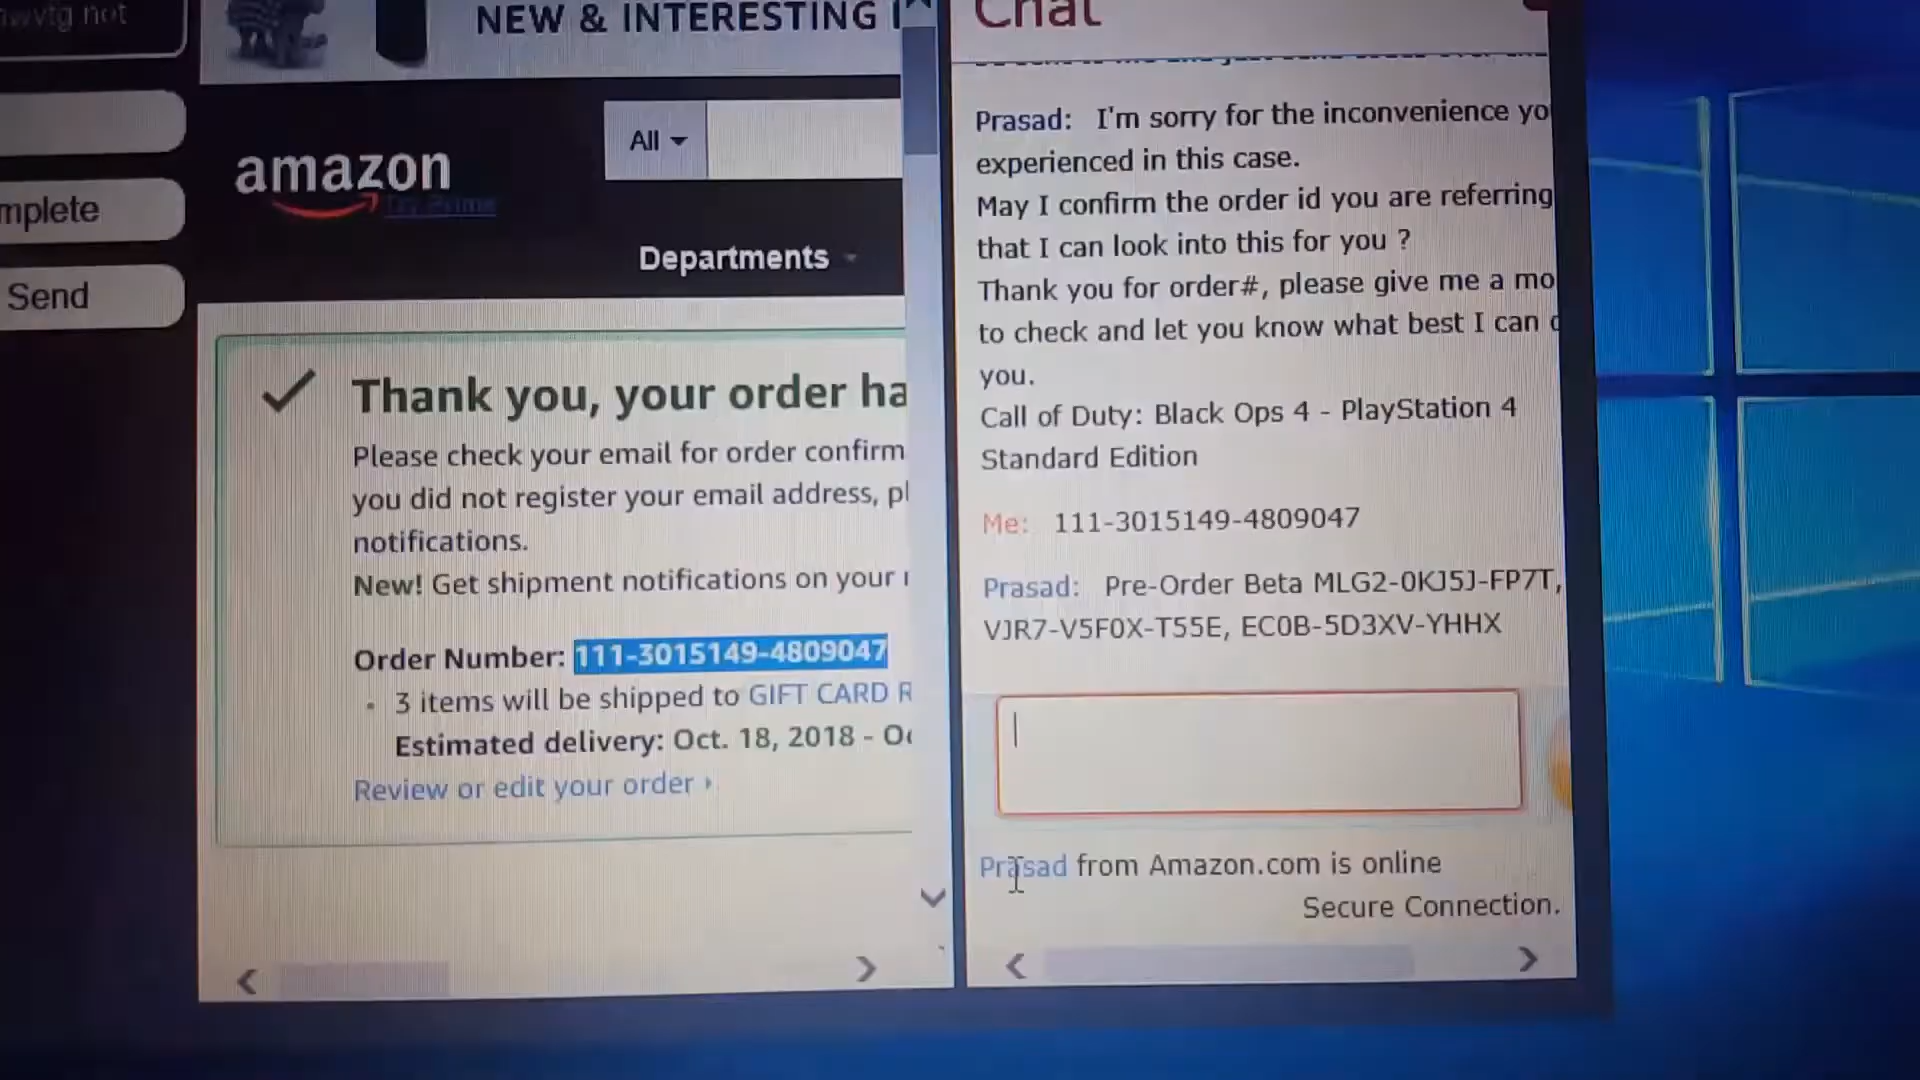 not
mplete
Send
NEW & INTERESTING
All
amazon
Try Prime
Departments
Thank you, your order ha
Please check your email for order confirm
you did not register your email address, pl
notifications.
New! Get shipment notifications on your
Order Number: 111-3015149-4809047
3 items will be shipped to GIFT CARD R
Estimated delivery: Oct. 18, 2018 - Oc
Review or edit your order ›
Chat
Prasad: I'm sorry for the inconvenience yo
experienced in this case.
May I confirm the order id you are referring
that I can look into this for you ?
Thank you for order#, please give me a mo
to check and let you know what best I can d
you.
Call of Duty: Black Ops 4 - PlayStation 4
Standard Edition
Me: 111-3015149-4809047
Prasad: Pre-Order Beta MLG2-0KJ5J-FP7T,
VJR7-V5F0X-T55E, EC0B-5D3XV-YHHX
Prasad from Amazon.com is online
Secure Connection.